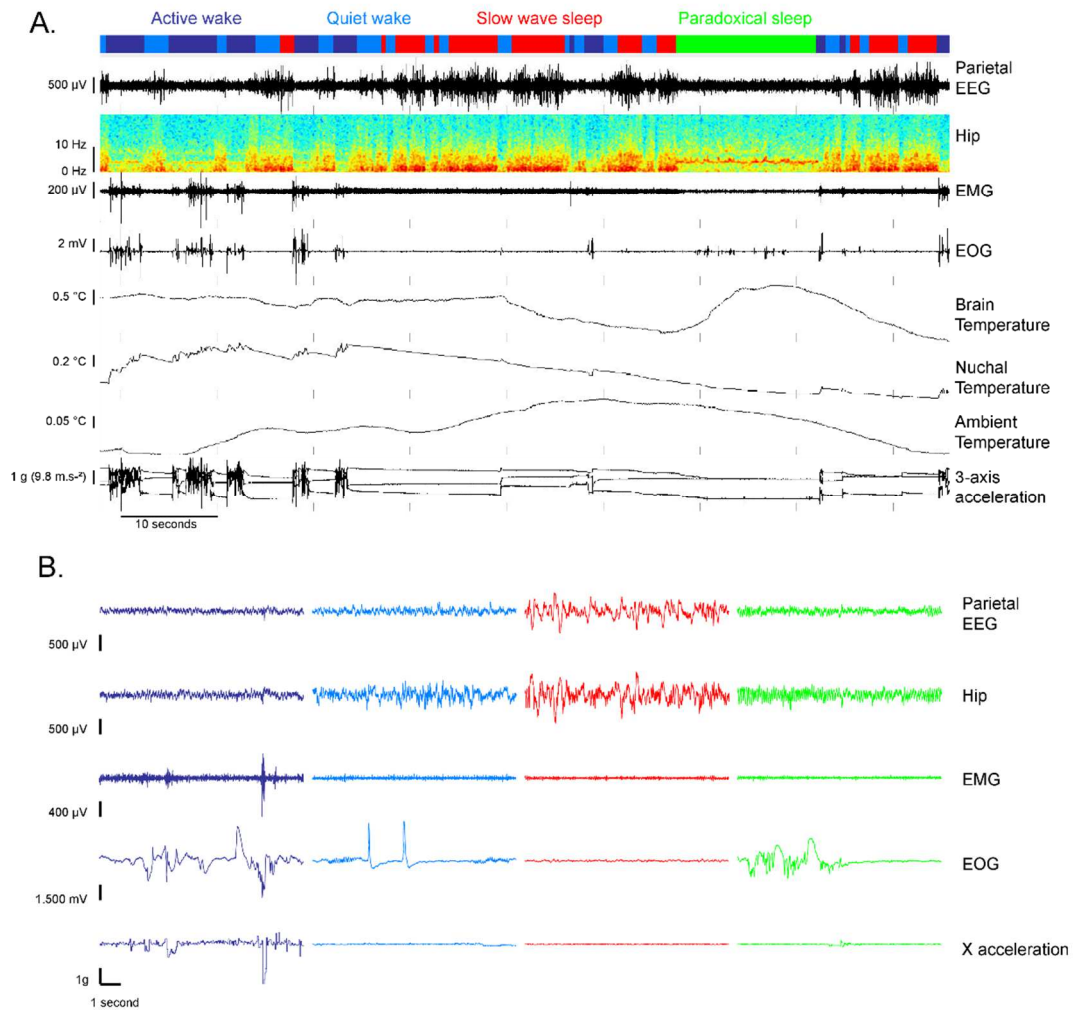 A.
Active wake
Quiet wake
Slow wave sleep
Paradoxical sleep
500 µV
Parietal
EEG
10 Hz
0 Hz
Hip
200 µV
EMG
2 mV
EOG
0.5 °C
Brain
Temperature
0.2 °C
Nuchal
Temperature
0.05 °C
Ambient
Temperature
1 g (9.8 m.s-²)
3-axis
acceleration
10 seconds
B.
Parietal
EEG
500 µV
Hip
500 µV
EMG
400 µV
EOG
1.500 mV
X acceleration
1g
1 second